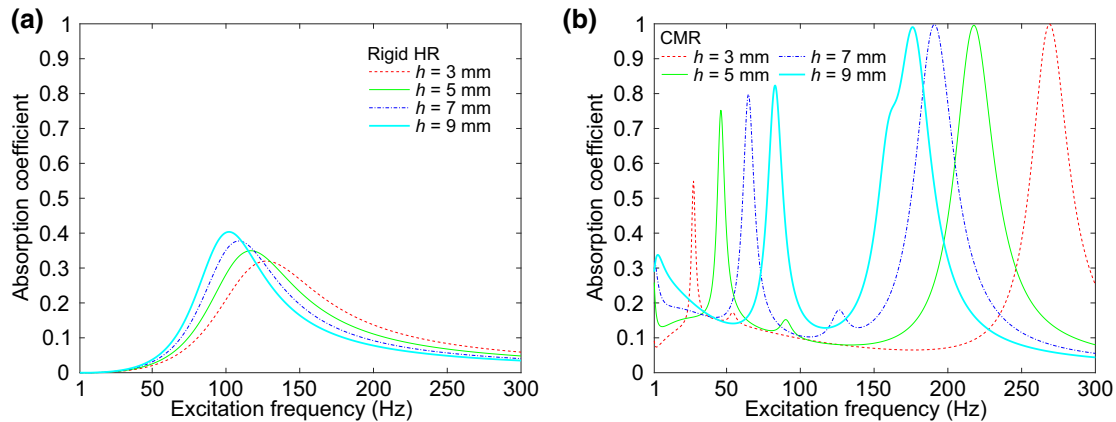 (a)
1
0.9
0.8
0.7
0.6
0.5
0.4
0.3
0.2
0.1
0
Absorption coefficient
Rigid HR
h = 3 mm
h = 5 mm
h = 7 mm
h = 9 mm
1 50 100 150 200 250 300
Excitation frequency (Hz)
(b)
1
0.9
0.8
0.7
0.6
0.5
0.4
0.3
0.2
0.1
0
Absorption coefficient
CMR
h = 3 mm h = 7 mm
h = 5 mm h = 9 mm
1 50 100 150 200 250 300
Excitation frequency (Hz)